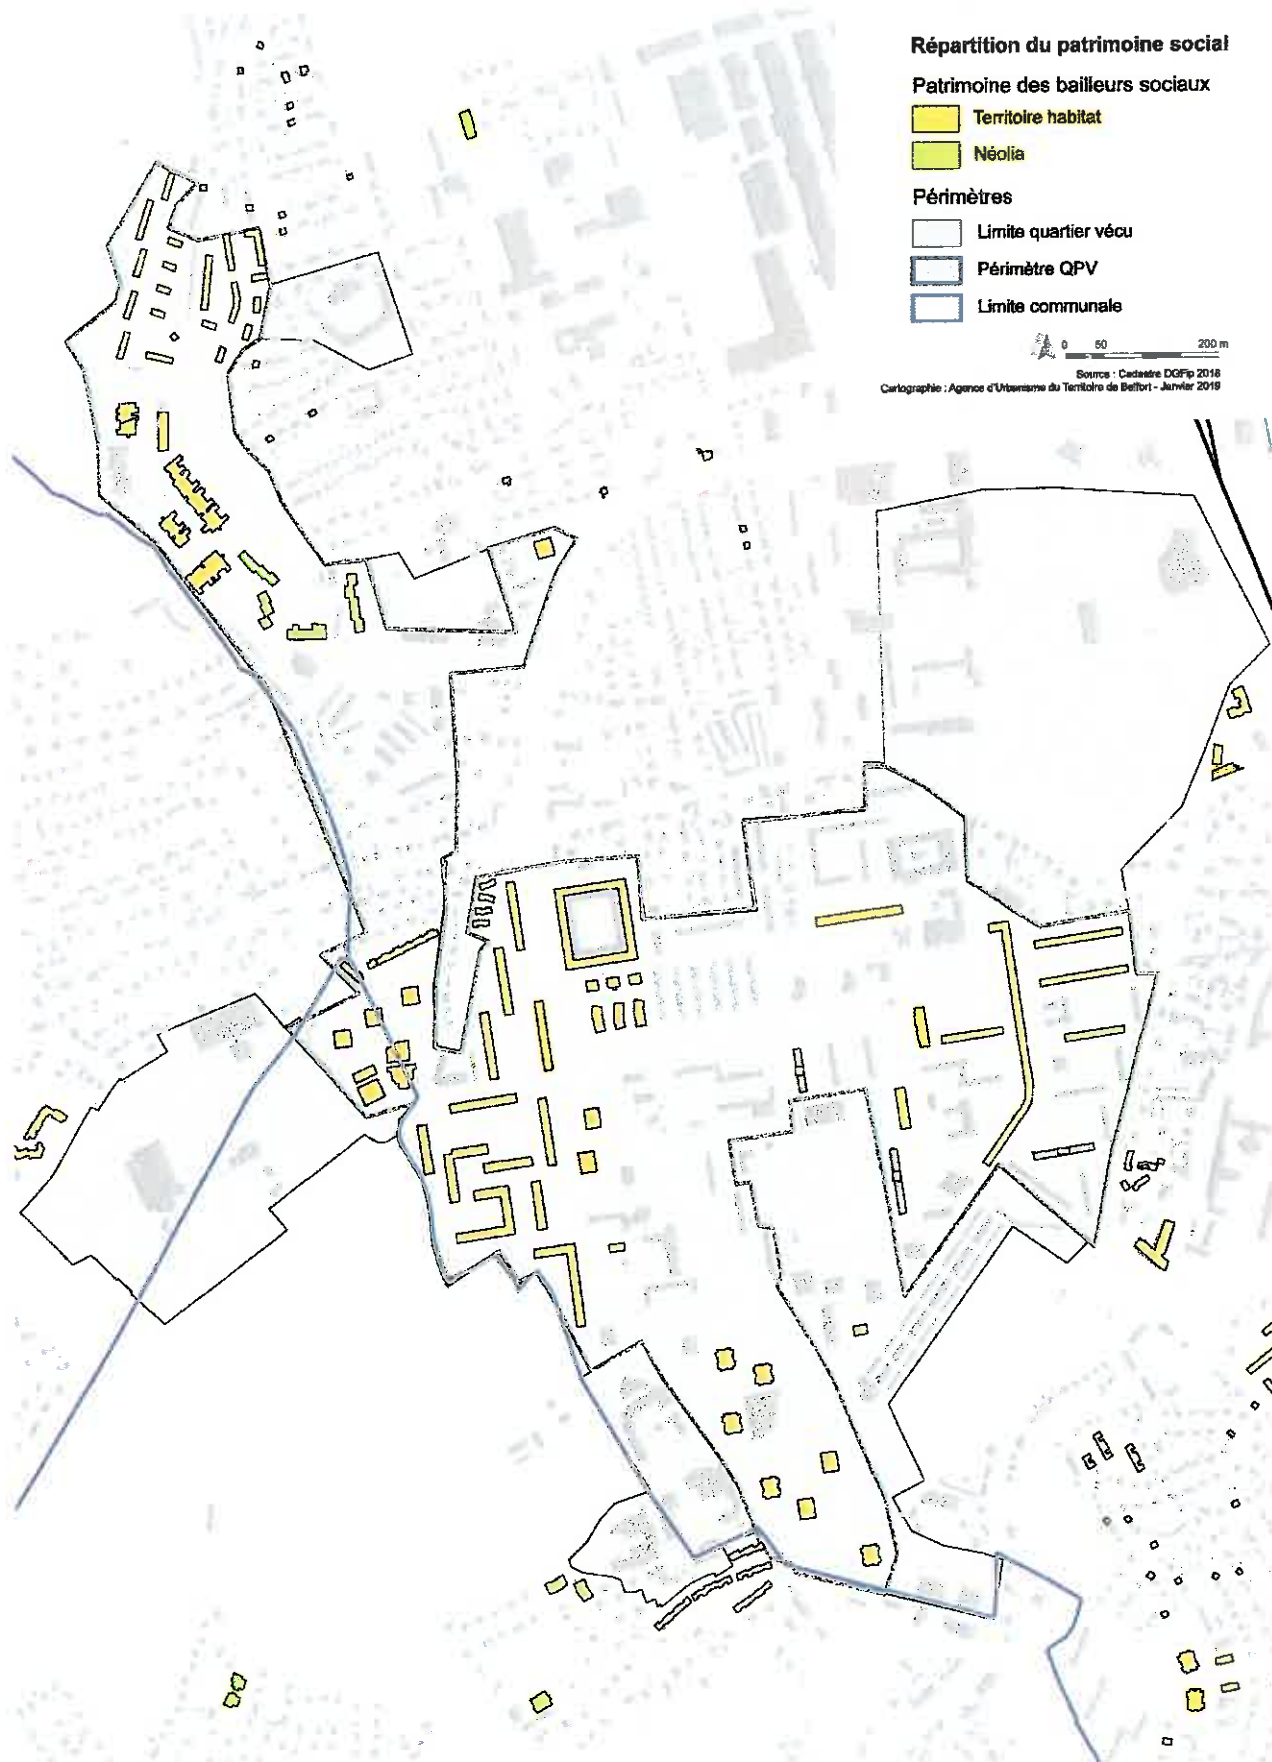 Répartition du patrimoine social
Patrimoine des bailleurs sociaux
Territoire habitat
Néolia
Périmètres
Limite quartier vécu
Périmètre QPV
Limite communale
0 50 200 m
Source : Cadastre DGFip 2018
Cartographie : Agence d'Urbanisme du Territoire de Belfort - Janvier 2019